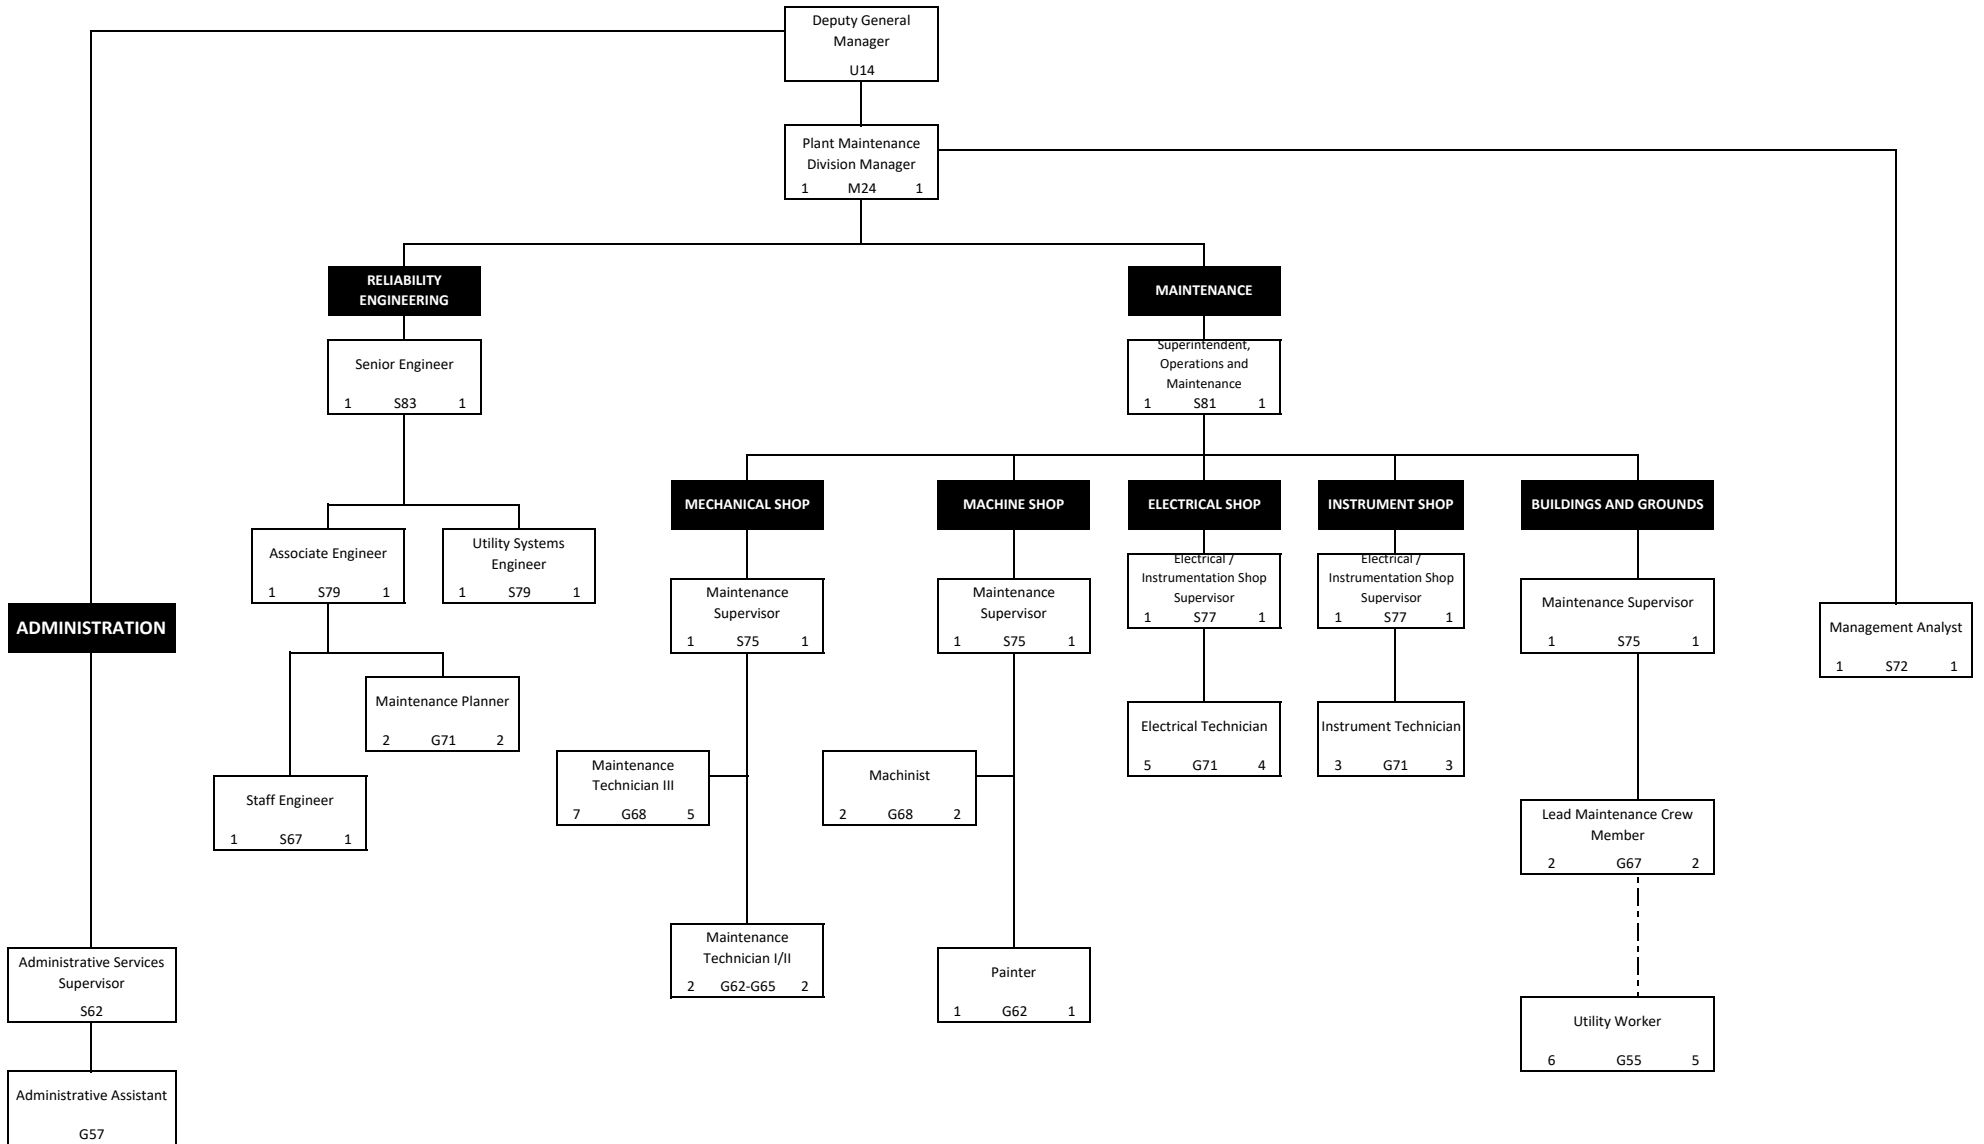 Deputy General
Manager
U14
Plant Maintenance
Division Manager
1 M24 1
RELIABILITY
ENGINEERING
MAINTENANCE
Senior Engineer
1 S83 1
Superintendent,
Operations and
Maintenance
1 S81 1
MECHANICAL SHOP
MACHINE SHOP
ELECTRICAL SHOP
INSTRUMENT SHOP
BUILDINGS AND GROUNDS
Associate Engineer
1 S79 1
Utility Systems
Engineer
1 S79 1
Maintenance
Supervisor
1 S75 1
Maintenance
Supervisor
1 S75 1
Electrical /
Instrumentation Shop
Supervisor
1 S77 1
Electrical /
Instrumentation Shop
Supervisor
1 S77 1
Maintenance Supervisor
1 S75 1
ADMINISTRATION
Management Analyst
1 S72 1
Maintenance Planner
2 G71 2
Electrical Technician
5 G71 4
Instrument Technician
3 G71 3
Staff Engineer
1 S67 1
Maintenance
Technician III
7 G68 5
Machinist
2 G68 2
Lead Maintenance Crew
Member
2 G67 2
Maintenance
Technician I/II
2 G62-G65 2
Painter
1 G62 1
Administrative Services
Supervisor
S62
Utility Worker
6 G55 5
Administrative Assistant
G57